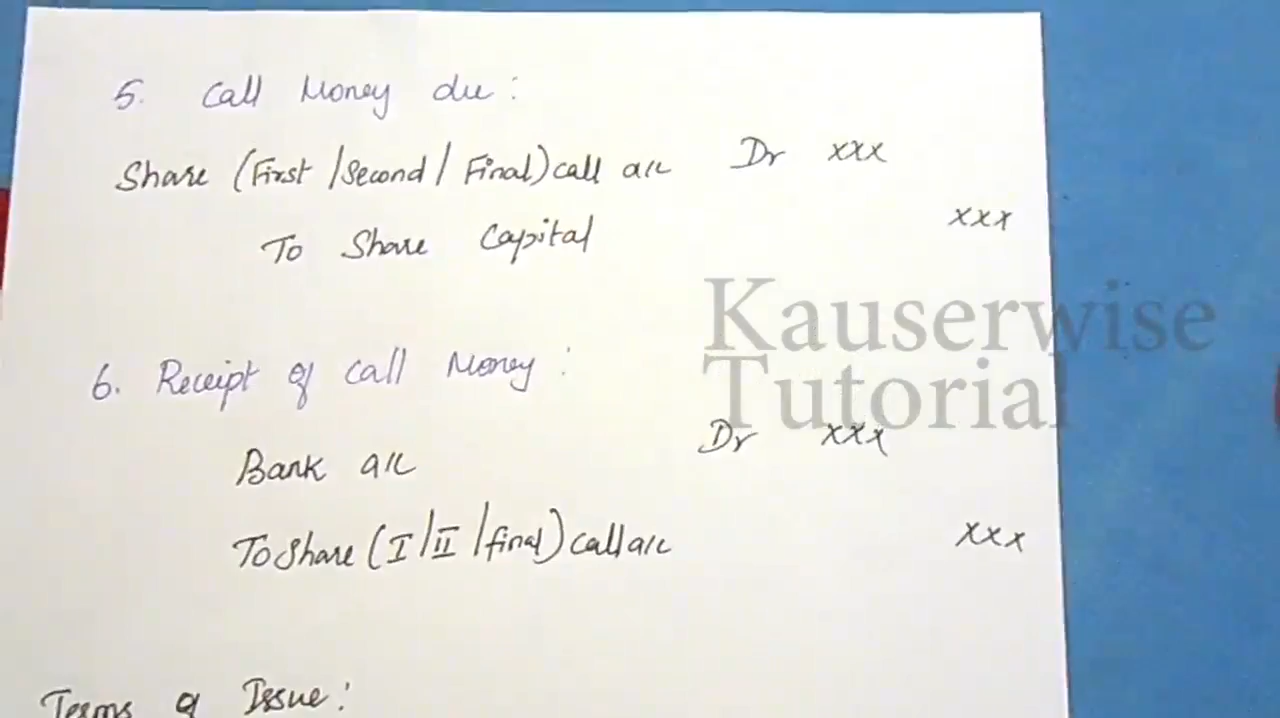 5. Call Money due :
Share (First / Second / Final) call a/c Dr xxx
To Share Capital xxx
6. Receipt of Call Money :
Bank a/c Dr xxx
To Share (I / II / final) call a/c xxx
Terms of Issue :
Kauserwise
Tutorial